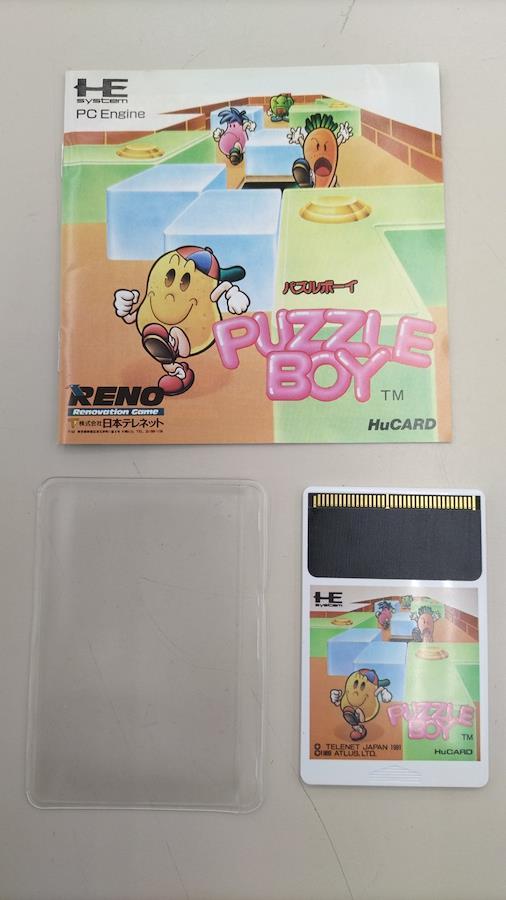 HE
system
PC Engine
パズルボーイ
PUZZLE
BOY
TM
RENO
Renovation Game
株式会社日本テレネット
HuCARD
HE
system
PUZZLE
BOY
TM
© TELENET JAPAN 1991
© 1989 ATLUS, LTD.
HuCARD